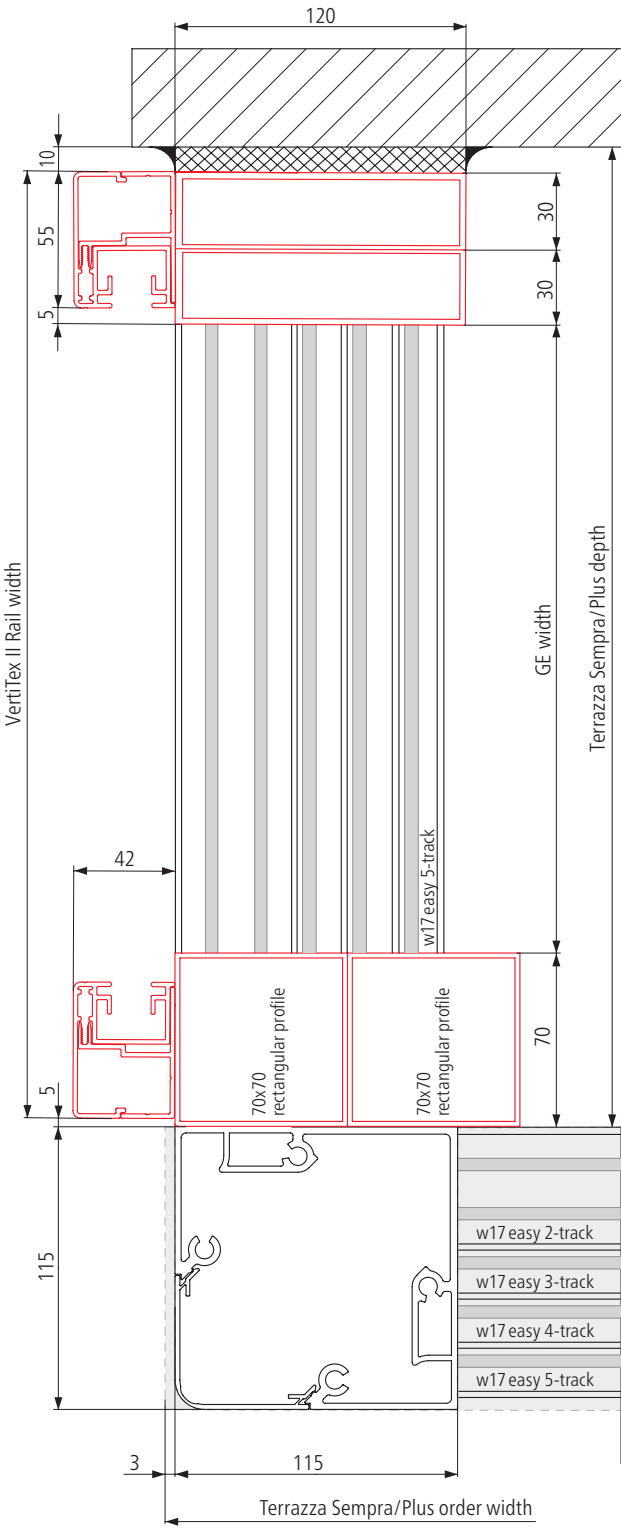 120
10
55
5
30
30
VertiTex II Rail width
GE width
Terrazza Sempra/Plus depth
w17 easy 5-track
42
70x70
rectangular profile
70x70
rectangular profile
70
5
115
w17 easy 2-track
w17 easy 3-track
w17 easy 4-track
w17 easy 5-track
3
115
Terrazza Sempra/Plus order width